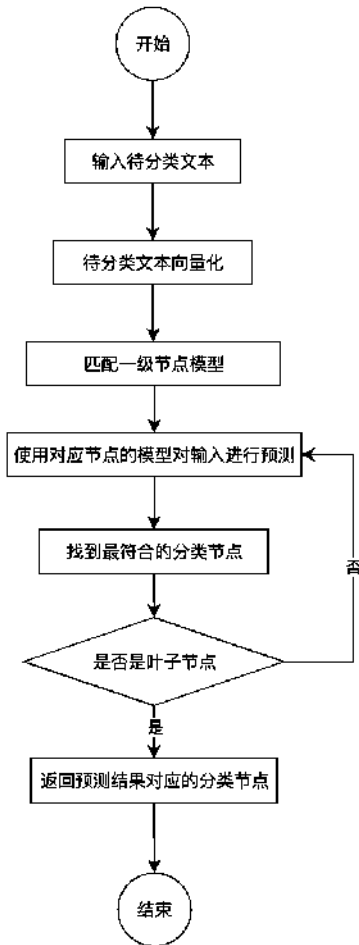 开始
输入待分类文本
待分类文本向量化
匹配一级节点模型
使用对应节点的模型对输入进行预测
找到最符合的分类节点
否
是否是叶子节点
是
返回预测结果对应的分类节点
结束